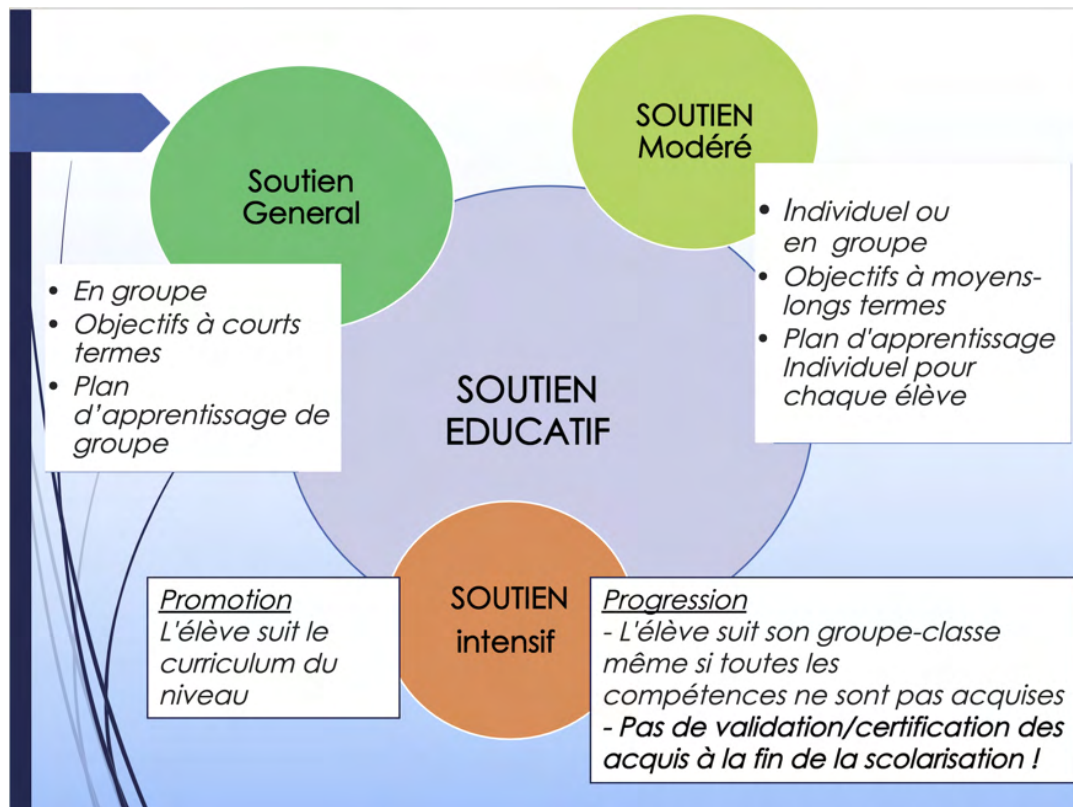 Soutien
General
• En groupe
• Objectifs à courts
termes
• Plan
d’apprentissage de
groupe
SOUTIEN
Modéré
• Individuel ou
en groupe
• Objectifs à moyens-
longs termes
• Plan d'apprentissage
Individuel pour
chaque élève
SOUTIEN
EDUCATIF
SOUTIEN
intensif
Promotion
L'élève suit le
curriculum du
niveau
Progression
- L'élève suit son groupe-classe
même si toutes les
compétences ne sont pas acquises
- Pas de validation/certification des
acquis à la fin de la scolarisation !